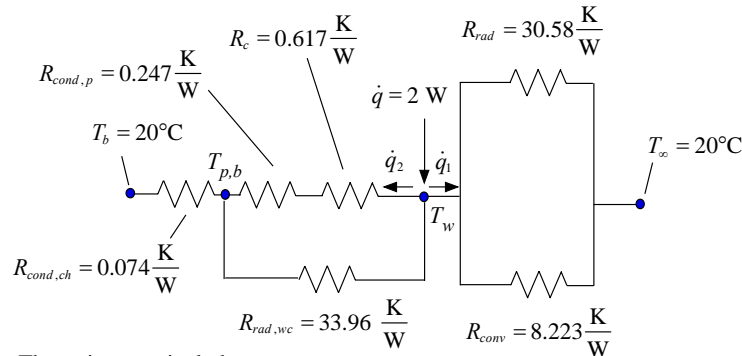 R_rad = 30.58 K/W
R_c = 0.617 K/W
R_cond,p = 0.247 K/W
q̇ = 2 W
T_b = 20°C
T_p,b
q̇_2
q̇_1
T_∞ = 20°C
T_w
R_cond,ch = 0.074 K/W
R_rad,wc = 33.96 K/W
R_conv = 8.223 K/W